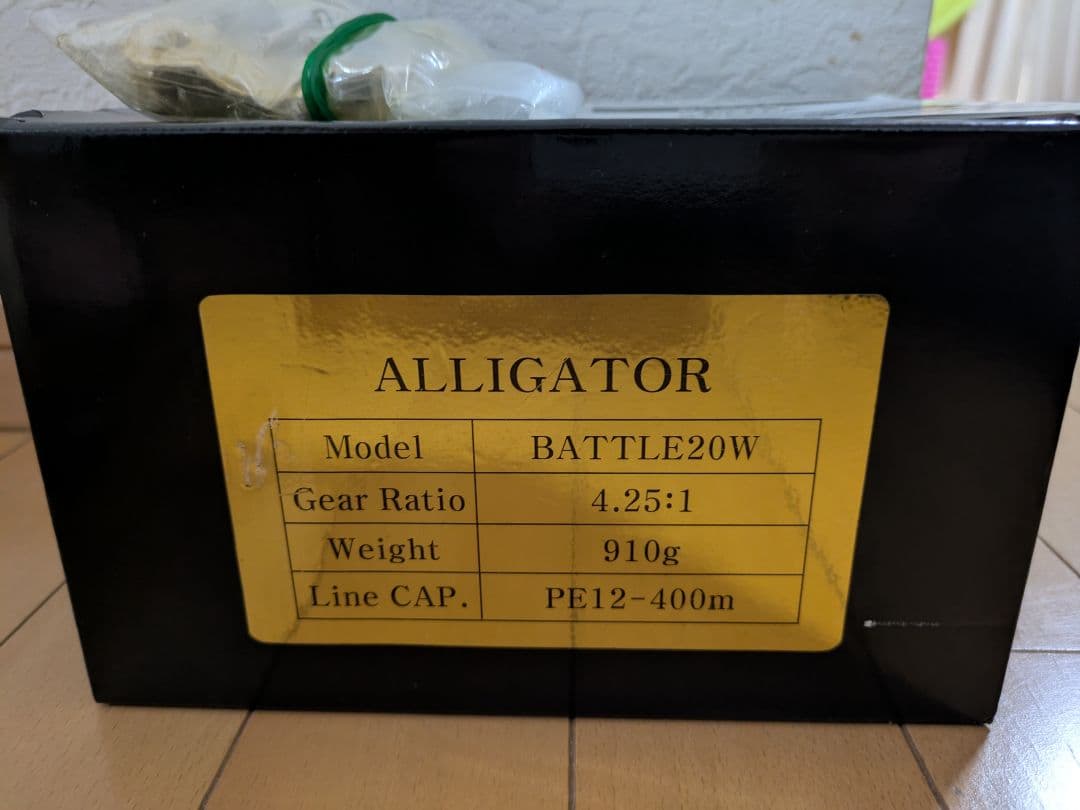 ALLIGATOR
Model BATTLE20W
Gear Ratio 4.25:1
Weight 910g
Line CAP. PE12-400m